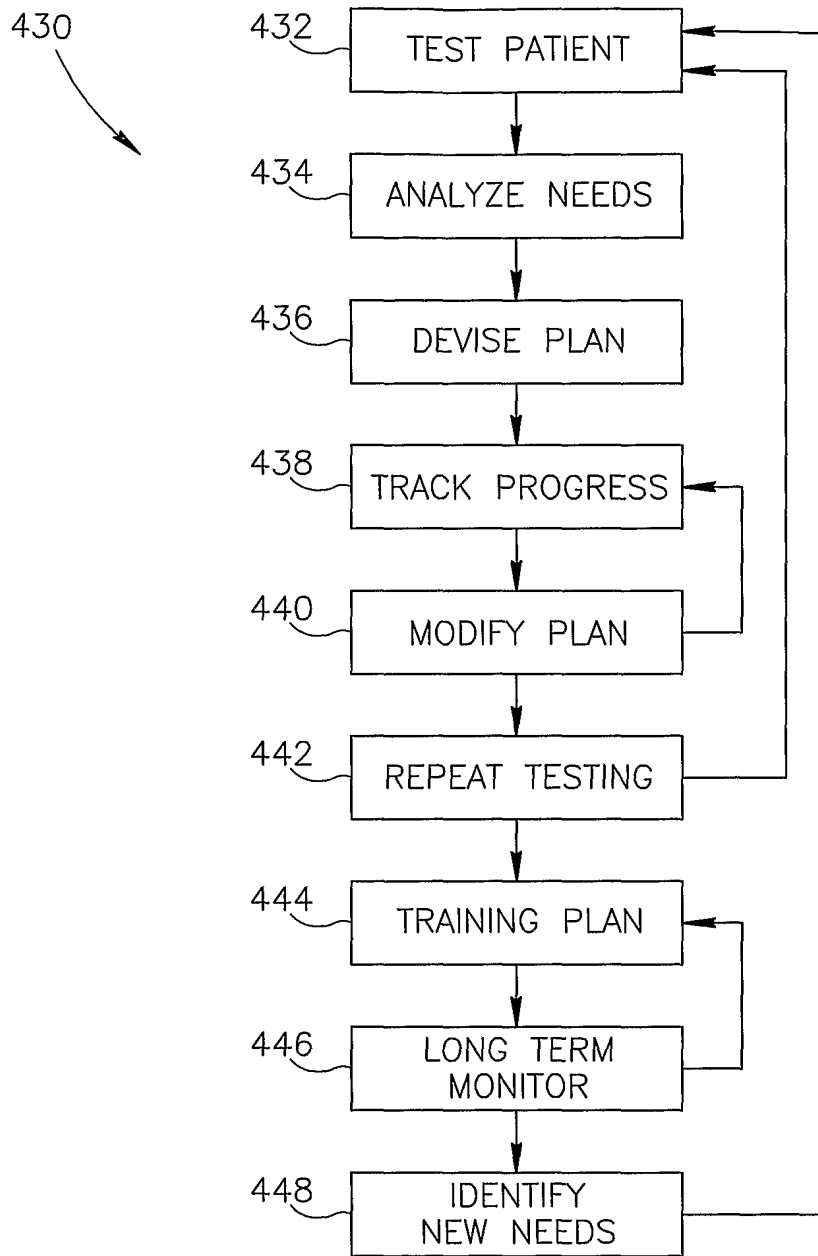 430
432
TEST PATIENT
434
ANALYZE NEEDS
436
DEVISE PLAN
438
TRACK PROGRESS
440
MODIFY PLAN
442
REPEAT TESTING
444
TRAINING PLAN
446
LONG TERM
MONITOR
448
IDENTIFY
NEW NEEDS